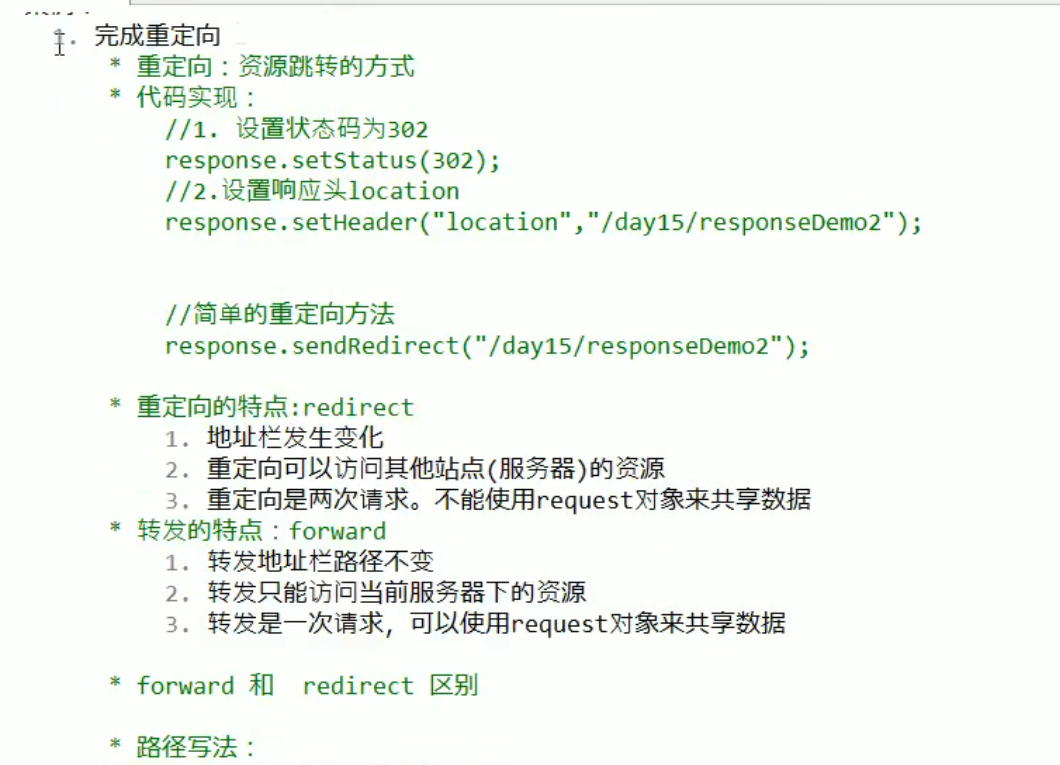 1. 完成重定向
* 重定向：资源跳转的方式
* 代码实现：
//1. 设置状态码为302
response.setStatus(302);
//2.设置响应头location
response.setHeader("location","/day15/responseDemo2");
//简单的重定向方法
response.sendRedirect("/day15/responseDemo2");
* 重定向的特点:redirect
1. 地址栏发生变化
2. 重定向可以访问其他站点(服务器)的资源
3. 重定向是两次请求。不能使用request对象来共享数据
* 转发的特点：forward
1. 转发地址栏路径不变
2. 转发只能访问当前服务器下的资源
3. 转发是一次请求，可以使用request对象来共享数据
* forward 和  redirect 区别
* 路径写法：